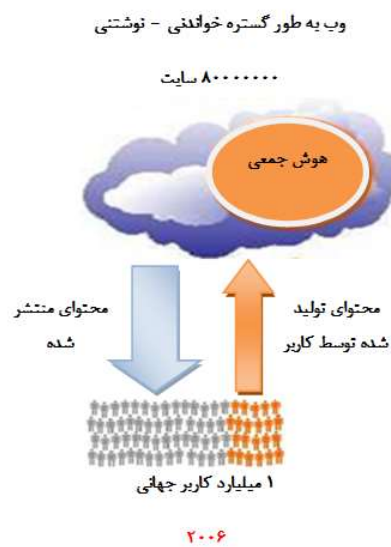 وب به طور گستره خواندنی - نوشتنی
۸۰۰۰۰۰۰۰ سایت
هوش جمعی
محتوای تولید
شده توسط کاربر
محتوای منتشر
شده
۱ میلیارد کاربر جهانی
۲۰۰۶